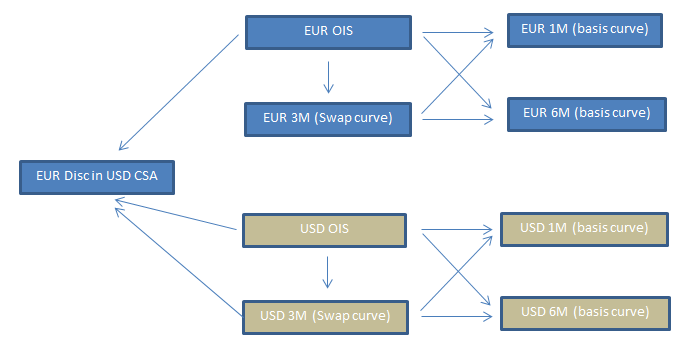 EUR OIS
EUR 1M (basis curve)
EUR 3M (Swap curve)
EUR 6M (basis curve)
EUR Disc in USD CSA
USD OIS
USD 1M (basis curve)
USD 3M (Swap curve)
USD 6M (basis curve)